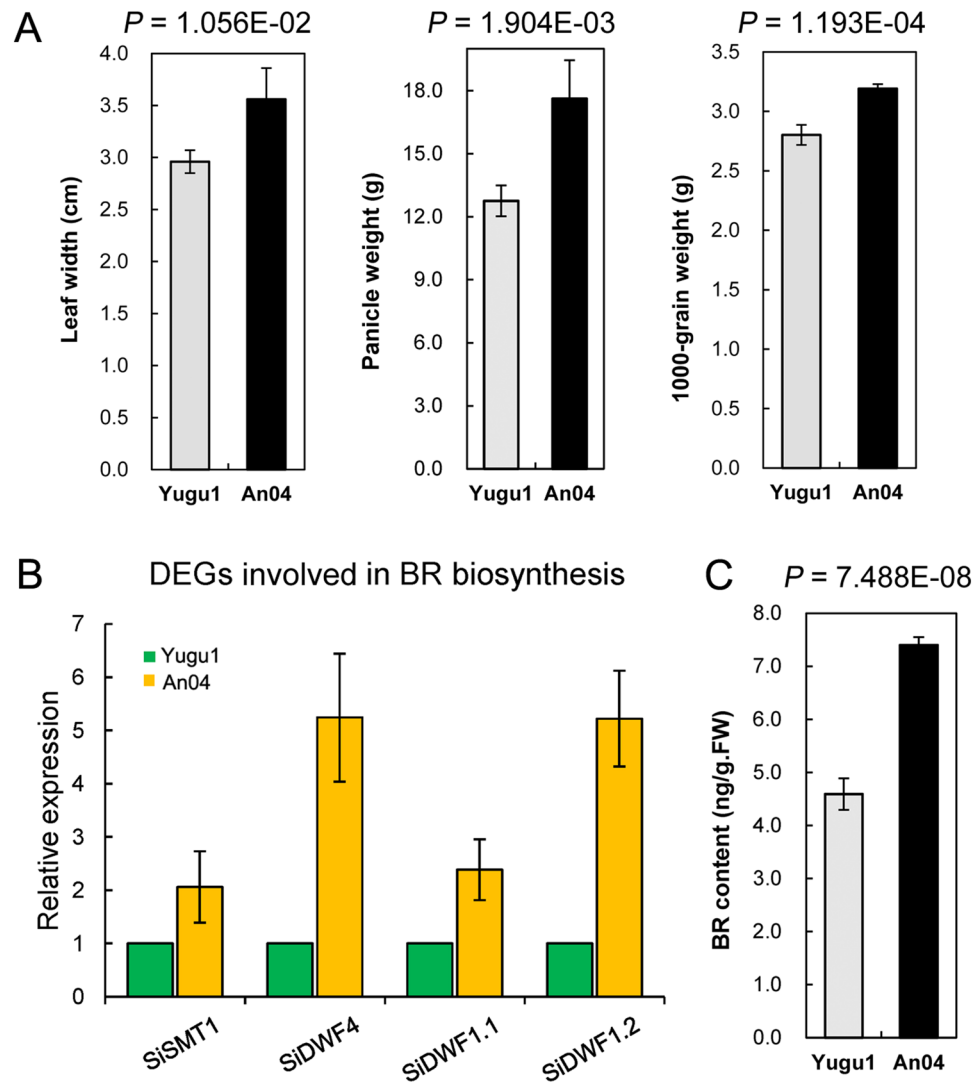 A
P = 1.056E-02
4.0
3.5
3.0
2.5
2.0
1.5
1.0
0.5
0.0
Leaf width (cm)
Yugu1 An04
P = 1.904E-03
18.0
15.0
12.0
9.0
6.0
3.0
0.0
Panicle weight (g)
Yugu1 An04
P = 1.193E-04
3.5
3.0
2.5
2.0
1.5
1.0
0.5
0.0
1000-grain weight (g)
Yugu1 An04
B
DEGs involved in BR biosynthesis
7
6
5
4
3
2
1
0
Relative expression
Yugu1
An04
SiSMT1
SiDWF4
SiDWF1.1
SiDWF1.2
C
P = 7.488E-08
8.0
7.0
6.0
5.0
4.0
3.0
2.0
1.0
0.0
BR content (ng/g.FW)
Yugu1 An04